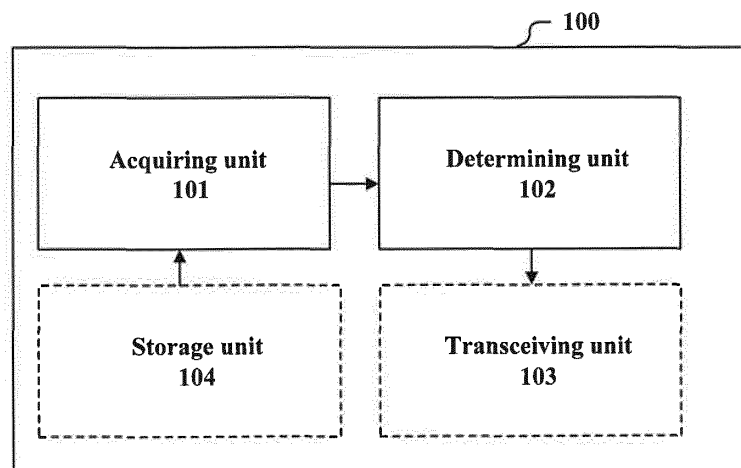 100
Acquiring unit
101
Determining unit
102
Storage unit
104
Transceiving unit
103